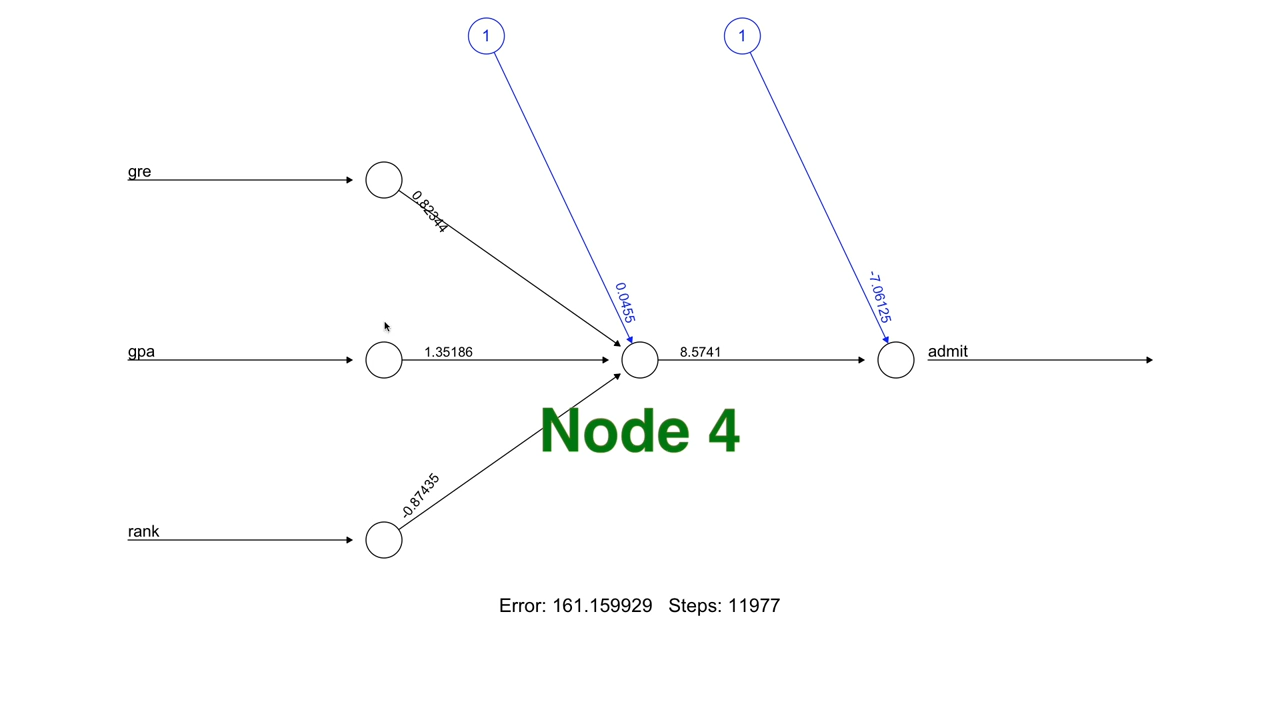 1
1
gre
0.82344
0.0455
-7.06125
gpa
1.35186
8.5741
admit
Node 4
-0.87435
rank
Error: 161.159929 Steps: 11977